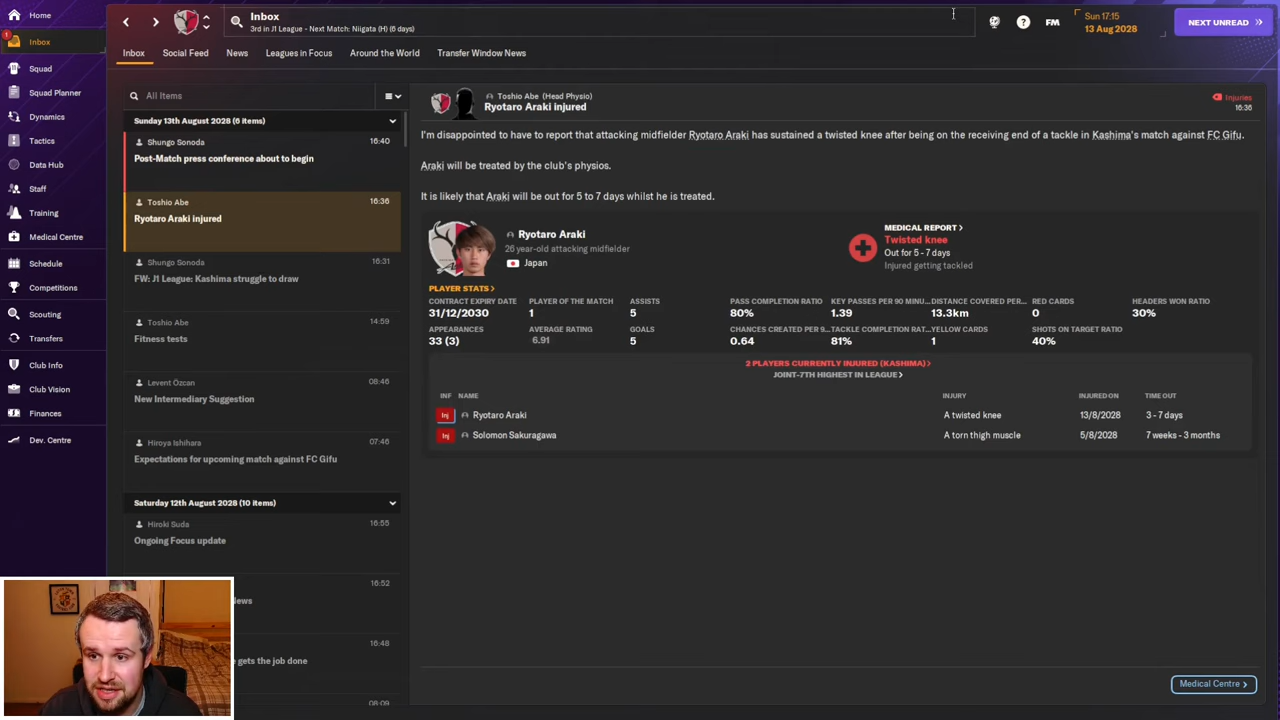 Home
Inbox
3rd in J1 League - Next Match: Niigata (H) (6 days)
?
FM
Sun 17:15
13 Aug 2028
NEXT UNREAD
1
Inbox
Squad
Squad Planner
Dynamics
Tactics
Data Hub
Staff
Training
Medical Centre
Schedule
Competitions
Scouting
Transfers
Club Info
Club Vision
Finances
Dev. Centre
Inbox
Social Feed
News
Leagues in Focus
Around the World
Transfer Window News
All Items
Sunday 13th August 2028 (6 items)
Shungo Sonoda
16:40
Post-Match press conference about to begin
Toshio Abe
16:36
Ryotaro Araki injured
Shungo Sonoda
16:31
FW: J1 League: Kashima struggle to draw
Toshio Abe
14:59
Fitness tests
Levent Özcan
08:46
New Intermediary Suggestion
Hiroya Ishihara
07:46
Expectations for upcoming match against FC Gifu
Saturday 12th August 2028 (10 items)
Hiroki Suda
16:55
Ongoing Focus update
16:52
News
16:48
gets the job done
08:09
Toshio Abe (Head Physio)
Ryotaro Araki injured
Injuries
16:36
I'm disappointed to have to report that attacking midfielder Ryotaro Araki has sustained a twisted knee after being on the receiving end of a tackle in Kashima's match against FC Gifu.
Araki will be treated by the club's physios.
It is likely that Araki will be out for 5 to 7 days whilst he is treated.
Ryotaro Araki
26 year-old attacking midfielder
Japan
MEDICAL REPORT
Twisted knee
Out for 5 - 7 days
Injured getting tackled
PLAYER STATS
CONTRACT EXPIRY DATE
PLAYER OF THE MATCH
ASSISTS
PASS COMPLETION RATIO
KEY PASSES PER 90 MINU...
DISTANCE COVERED PER...
RED CARDS
HEADERS WON RATIO
31/12/2030
1
5
80%
1.39
13.3km
0
30%
APPEARANCES
AVERAGE RATING
GOALS
CHANCES CREATED PER 9...
TACKLE COMPLETION RAT...
YELLOW CARDS
SHOTS ON TARGET RATIO
33 (3)
6.91
5
0.64
81%
1
40%
2 PLAYERS CURRENTLY INJURED (KASHIMA)
JOINT-7TH HIGHEST IN LEAGUE
INF NAME
INJURY
INJURED ON
TIME OUT
Inj Ryotaro Araki
A twisted knee
13/8/2028
3 - 7 days
Inj Solomon Sakuragawa
A torn thigh muscle
5/8/2028
7 weeks - 3 months
Medical Centre